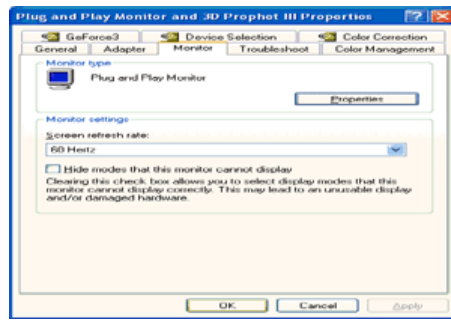 Plug and Play Monitor and 3D Prophet III Properties
GeForce3 Device Selection Color Correction
General Adapter Monitor Troubleshoot Color Management
Monitor type
Plug and Play Monitor
Properties
Monitor settings
Screen refresh rate:
60 Hertz
Hide modes that this monitor cannot display
Clearing this check box allows you to select display modes that this
monitor cannot display correctly. This may lead to an unusable display
and/or damaged hardware.
OK Cancel Apply